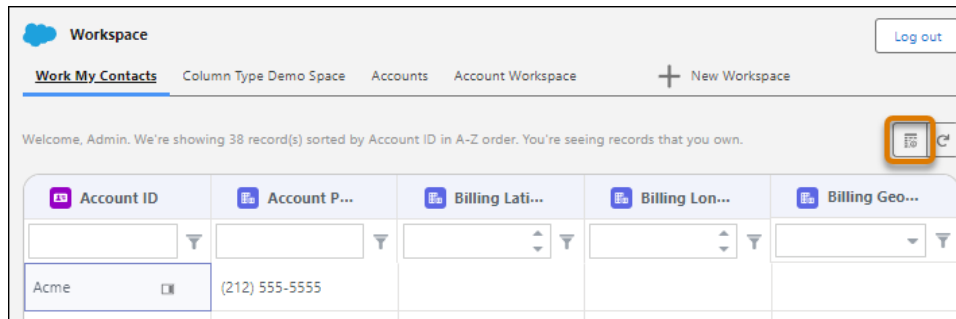 Workspace
Log out
Work My Contacts Column Type Demo Space Accounts Account Workspace New Workspace
Welcome, Admin. We're showing 38 record(s) sorted by Account ID in A-Z order. You're seeing records that you own.
Account ID Account P... Billing Lati... Billing Lon... Billing Geo...
Acme (212) 555-5555